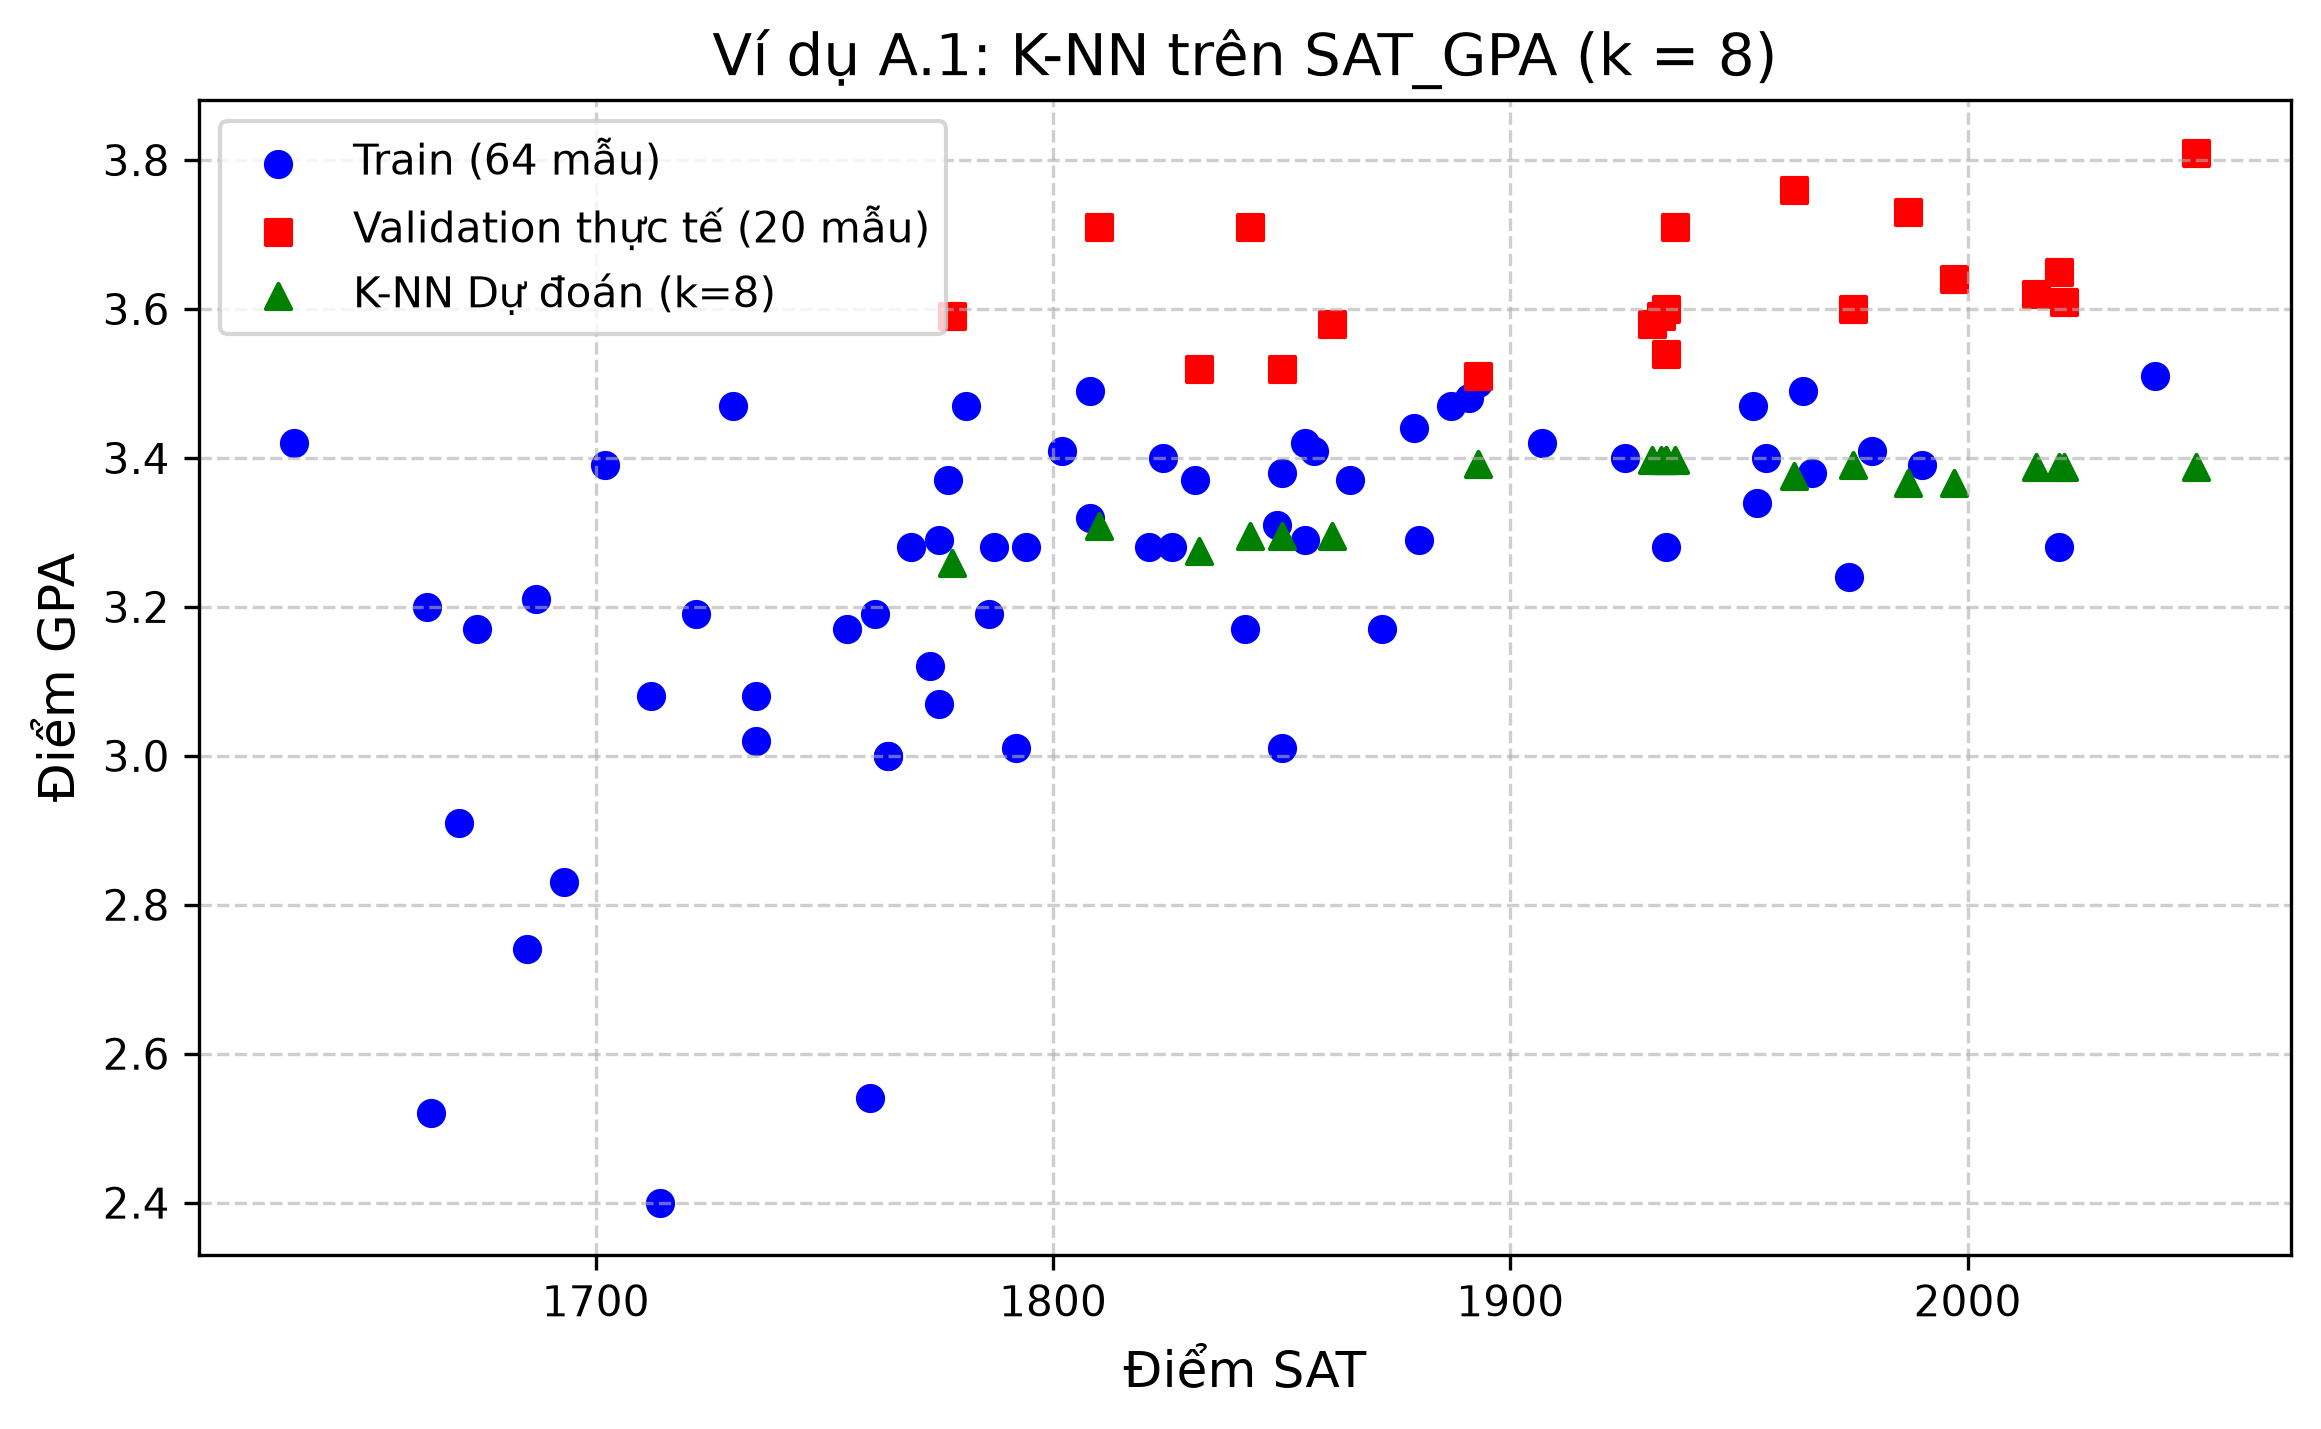 Ví dụ A.1: K-NN trên SAT_GPA (k = 8)
Train (64 mẫu)
Validation thực tế (20 mẫu)
K-NN Dự đoán (k=8)
Điểm GPA
3.8
3.6
3.4
3.2
3.0
2.8
2.6
2.4
1700 1800 1900 2000
Điểm SAT